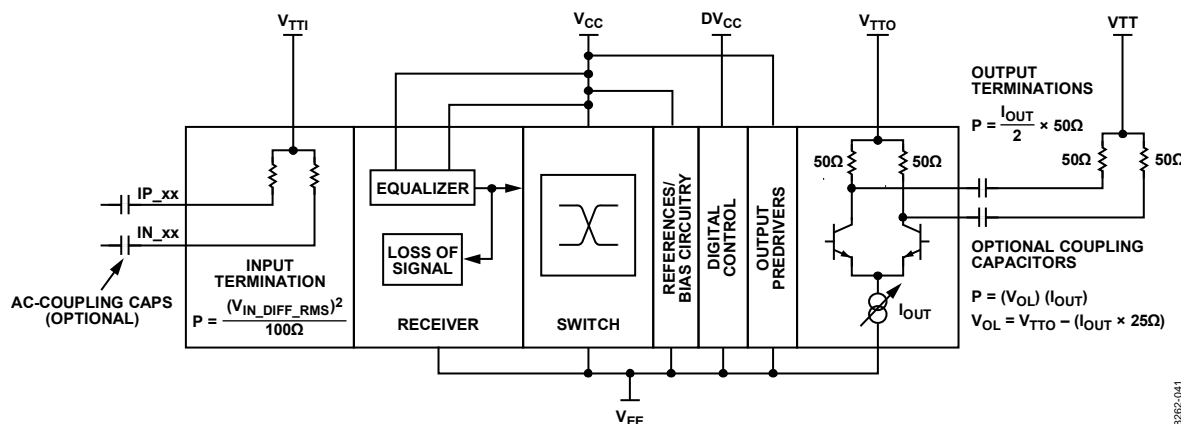 V_TTI
V_CC
DV_CC
V_TTO
VTT
OUTPUT
TERMINATIONS
P = I_OUT / 2 × 50Ω
50Ω 50Ω
50Ω 50Ω
IP_xx
IN_xx
AC-COUPLING CAPS
(OPTIONAL)
INPUT
TERMINATION
P = (V_IN_DIFF_RMS)² / 100Ω
EQUALIZER
LOSS OF
SIGNAL
RECEIVER
SWITCH
REFERENCES/
BIAS CIRCUITRY
DIGITAL
CONTROL
OUTPUT
PREDRIVERS
I_OUT
OPTIONAL COUPLING
CAPACITORS
P = (V_OL) (I_OUT)
V_OL = V_TTO – (I_OUT × 25Ω)
V_EE
8262-041